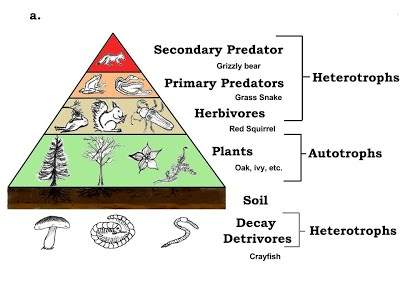 a.
Secondary Predator
Grizzly bear
Primary Predators
Grass Snake
Heterotrophs
Herbivores
Red Squirrel
Plants
Oak, ivy, etc.
Autotrophs
Soil
Decay
Detrivores
Crayfish
Heterotrophs